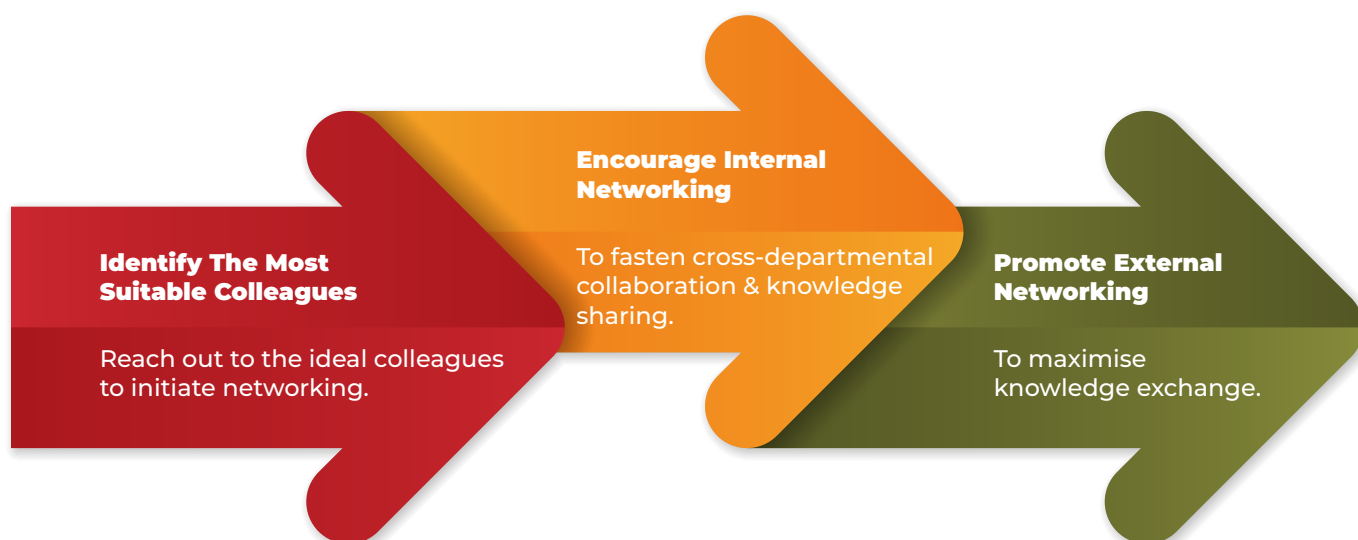 Identify The Most
Suitable Colleagues
Reach out to the ideal colleagues
to initiate networking.
Encourage Internal
Networking
To fasten cross-departmental
collaboration & knowledge
sharing.
Promote External
Networking
To maximise
knowledge exchange.